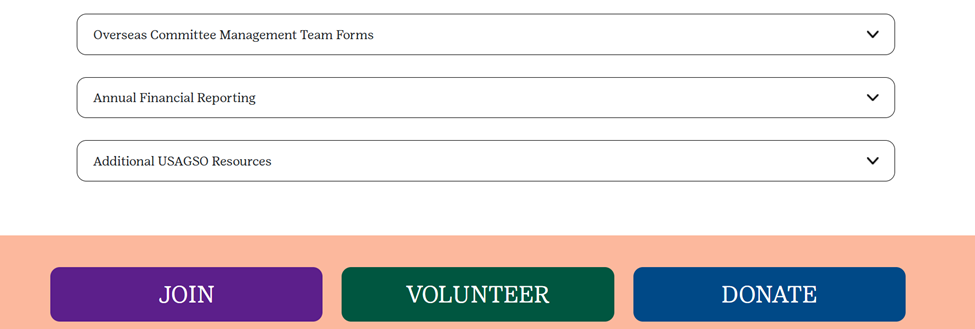 Overseas Committee Management Team Forms
Annual Financial Reporting
Additional USAGSO Resources
JOIN
VOLUNTEER
DONATE